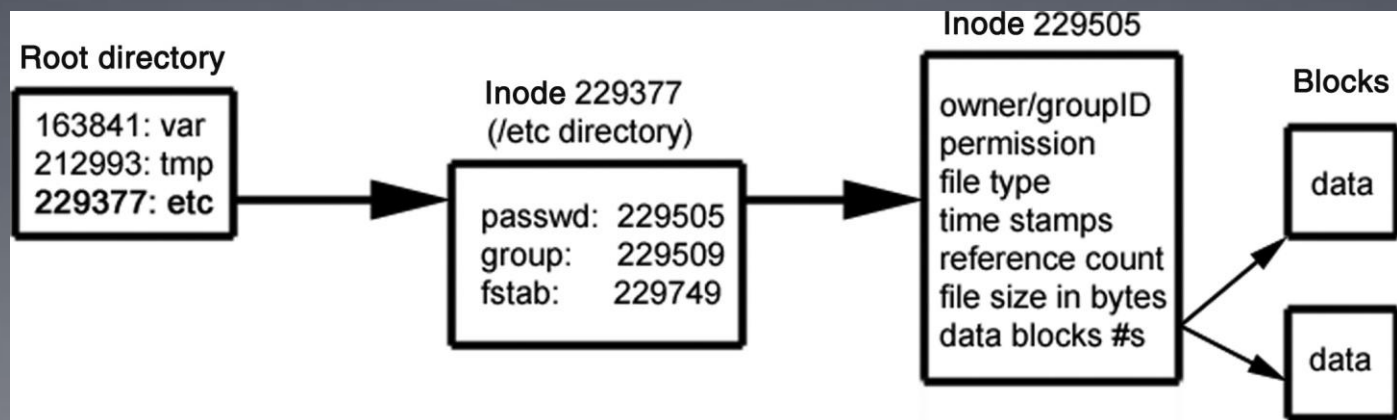 Root directory
163841: var
212993: tmp
229377: etc
Inode 229377
(/etc directory)
passwd: 229505
group: 229509
fstab: 229749
Inode 229505
owner/groupID
permission
file type
time stamps
reference count
file size in bytes
data blocks #s
Blocks
data
data